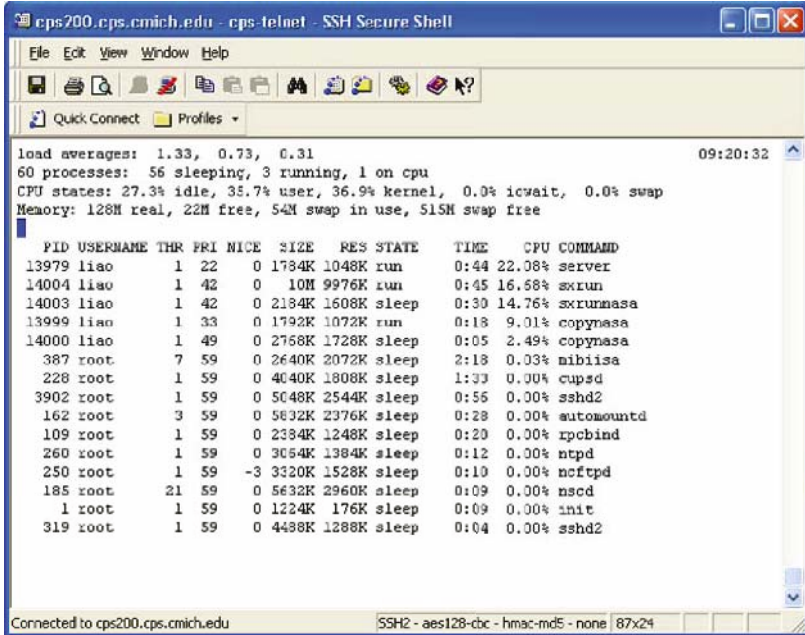 cps200.cps.cmich.edu - cps-telnet - SSH Secure Shell
File Edit View Window Help
Quick Connect Profiles
load averages: 1.33, 0.73, 0.31 09:20:32
60 processes: 56 sleeping, 3 running, 1 on cpu
CPU states: 27.3% idle, 35.7% user, 36.9% kernel, 0.0% iowait, 0.0% swap
Memory: 128M real, 22M free, 54M swap in use, 515M swap free
PID USERNAME THR PRI NICE SIZE RES STATE TIME CPU COMMAND
13979 liao 1 22 0 1784K 1048K run 0:44 22.08% server
14004 liao 1 42 0 10M 9976K run 0:45 16.68% sxrun
14003 liao 1 42 0 2184K 1608K sleep 0:30 14.76% sxrunnasa
13999 liao 1 33 0 1792K 1072K run 0:18 9.01% copynasa
14000 liao 1 49 0 2768K 1728K sleep 0:05 2.49% copynasa
387 root 7 59 0 2640K 2072K sleep 2:18 0.03% mibiisa
228 root 1 59 0 4040K 1808K sleep 1:33 0.00% cupsd
3902 root 1 59 0 5048K 2544K sleep 0:56 0.00% sshd2
162 root 3 59 0 5832K 2376K sleep 0:28 0.00% automountd
109 root 1 59 0 2384K 1248K sleep 0:20 0.00% rpcbind
260 root 1 59 0 3064K 1384K sleep 0:12 0.00% ntpd
250 root 1 59 -3 3320K 1528K sleep 0:10 0.00% ncftpd
185 root 21 59 0 5632K 2960K sleep 0:09 0.00% nscd
1 root 1 59 0 1224K 176K sleep 0:09 0.00% init
319 root 1 59 0 4488K 1288K sleep 0:04 0.00% sshd2
Connected to cps200.cps.cmich.edu SSH2 - aes128-cbc - hmac-md5 - none 87x24